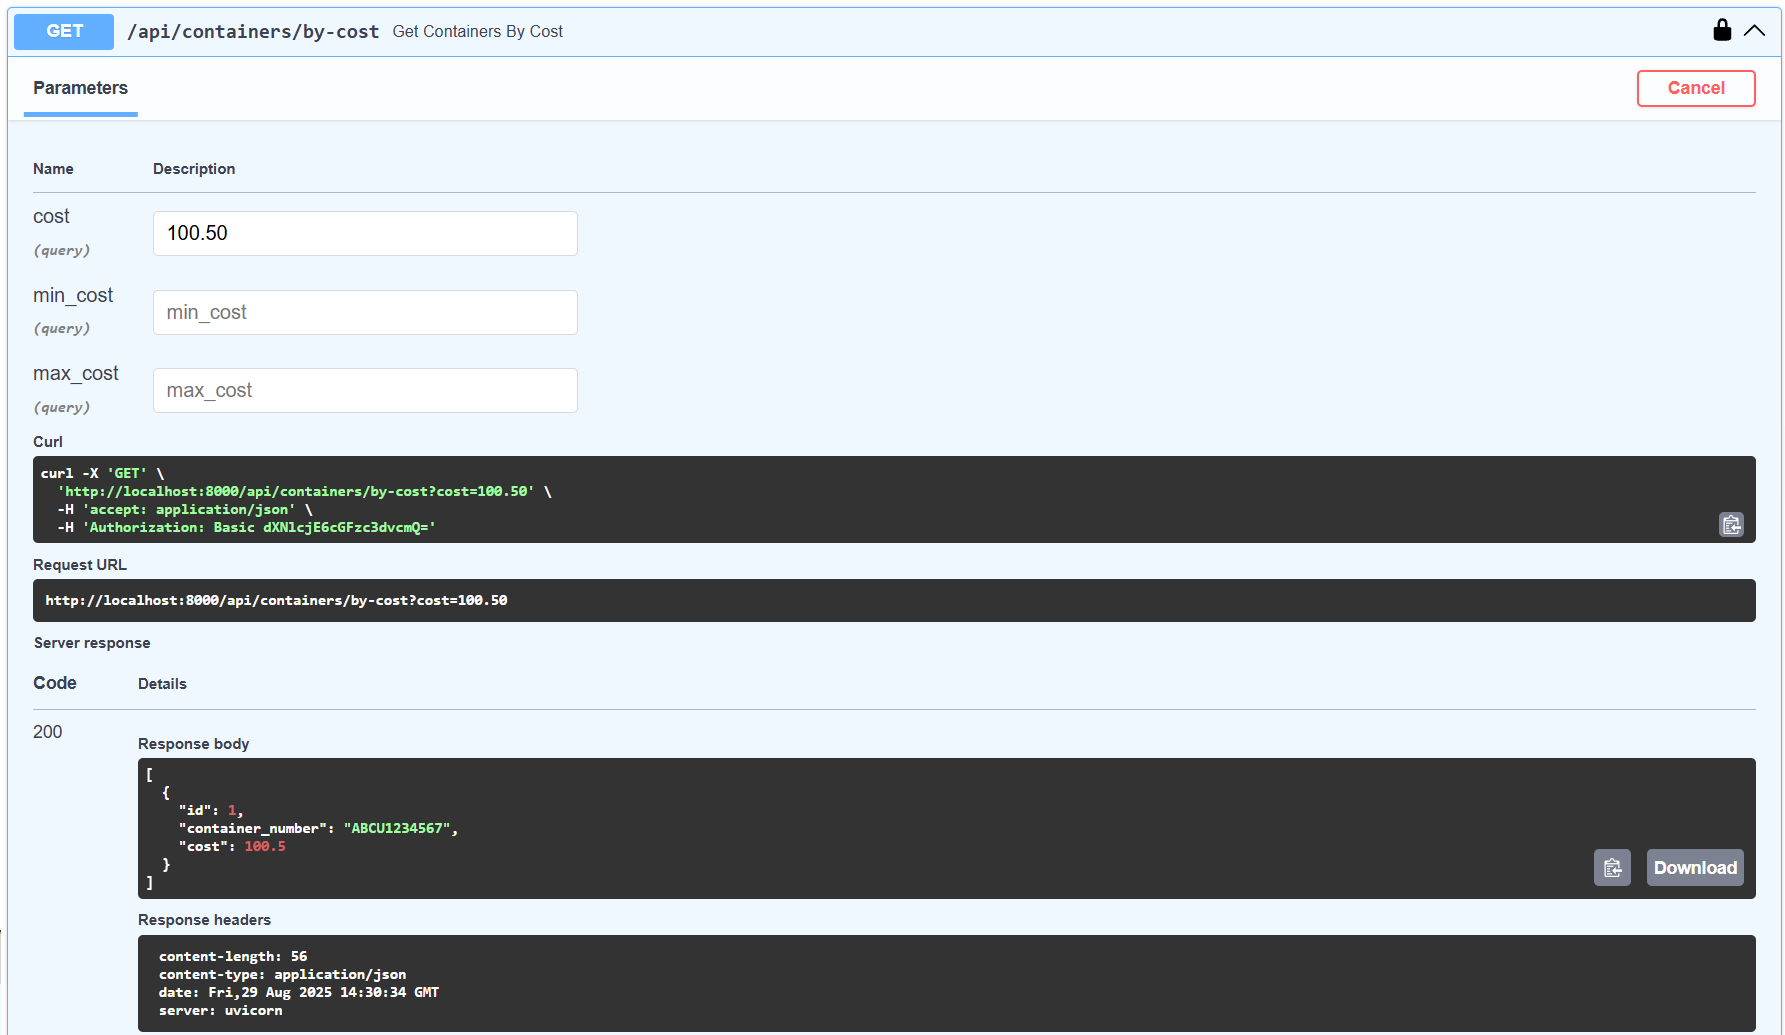 GET /api/containers/by-cost Get Containers By Cost
Parameters Cancel
Name Description
cost
(query)
100.50
min_cost
(query)
min_cost
max_cost
(query)
max_cost
Curl
curl -X 'GET' \
'http://localhost:8000/api/containers/by-cost?cost=100.50' \
-H 'accept: application/json' \
-H 'Authorization: Basic dXNlcjE6cGFzc3dvcmQ='
Request URL
http://localhost:8000/api/containers/by-cost?cost=100.50
Server response
Code Details
200
Response body
[
{
"id": 1,
"container_number": "ABCU1234567",
"cost": 100.5
}
]
Download
Response headers
content-length: 56
content-type: application/json
date: Fri,29 Aug 2025 14:30:34 GMT
server: uvicorn